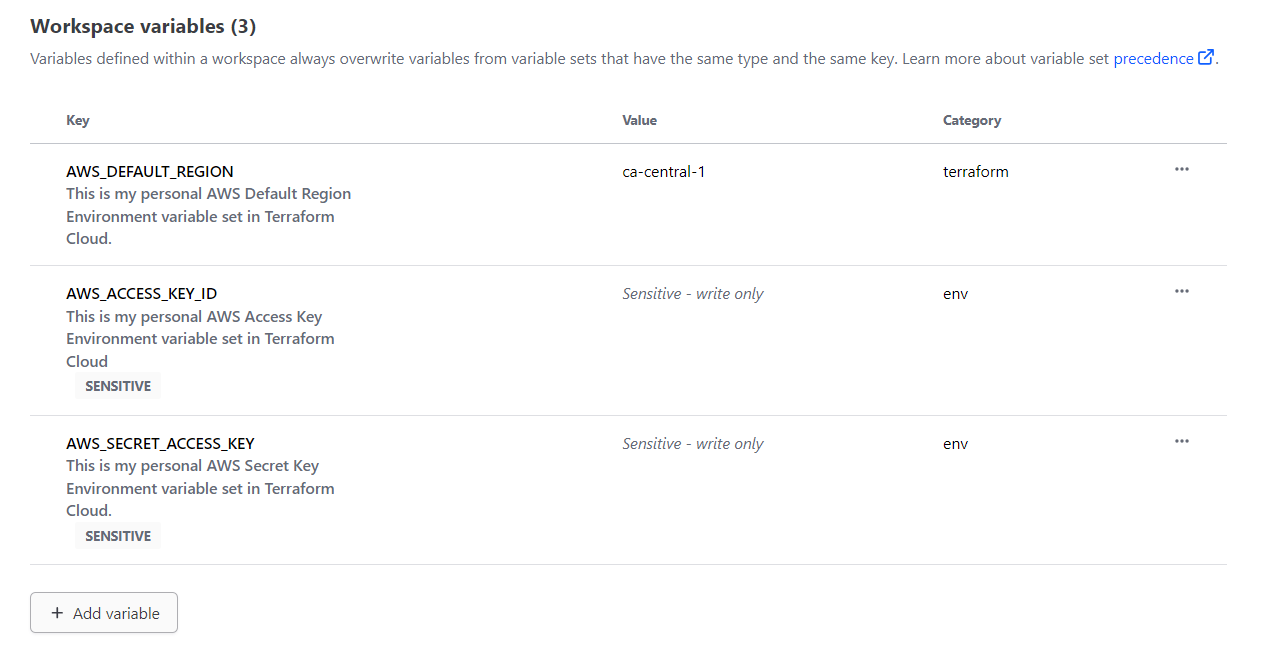 Workspace variables (3)
Variables defined within a workspace always overwrite variables from variable sets that have the same type and the same key. Learn more about variable set precedence.
Key Value Category
AWS_DEFAULT_REGION ca-central-1 terraform ...
This is my personal AWS Default Region
Environment variable set in Terraform
Cloud.
AWS_ACCESS_KEY_ID Sensitive - write only env ...
This is my personal AWS Access Key
Environment variable set in Terraform
Cloud
SENSITIVE
AWS_SECRET_ACCESS_KEY Sensitive - write only env ...
This is my personal AWS Secret Key
Environment variable set in Terraform
Cloud.
SENSITIVE
+ Add variable